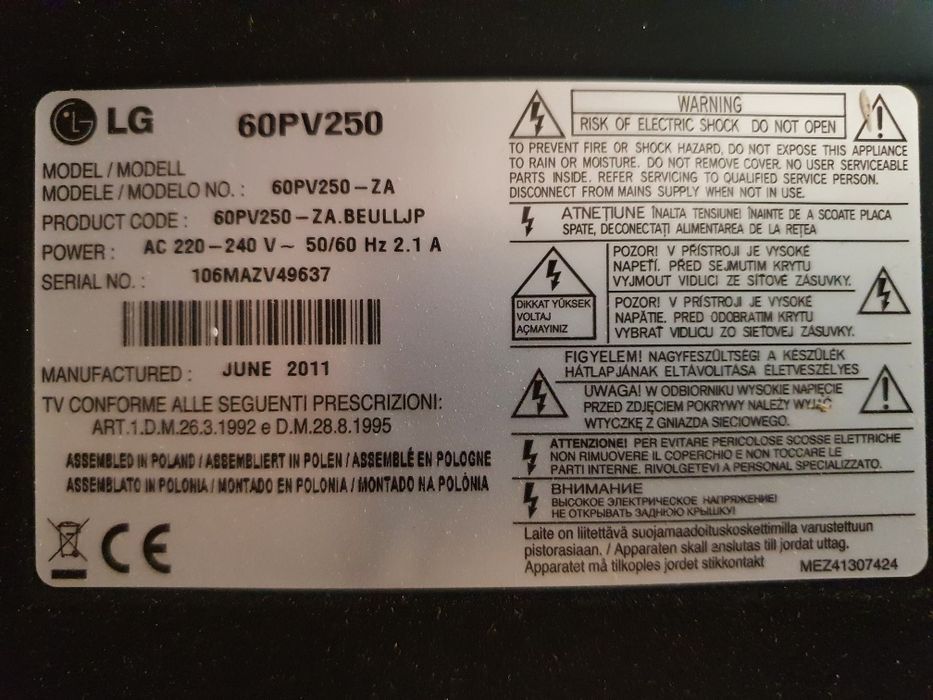 LG 60PV250
MODEL / MODELL
MODELE / MODELO NO. : 60PV250-ZA
PRODUCT CODE : 60PV250-ZA.BEULLJP
POWER : AC 220-240 V~ 50/60 Hz 2.1 A
SERIAL NO. : 106MAZV49637
MANUFACTURED : JUNE 2011
TV CONFORME ALLE SEGUENTI PRESCRIZIONI:
ART.1.D.M.26.3.1992 e D.M.28.8.1995
ASSEMBLED IN POLAND / ASSEMBLIERT IN POLEN / ASSEMBLÉ EN POLOGNE
ASSEMBLATO IN POLONIA / MONTADO EN POLONIA / MONTADO NA POLÓNIA
CE
WARNING
RISK OF ELECTRIC SHOCK DO NOT OPEN
TO PREVENT FIRE OR SHOCK HAZARD, DO NOT EXPOSE THIS APPLIANCE
TO RAIN OR MOISTURE. DO NOT REMOVE COVER. NO USER SERVICEABLE
PARTS INSIDE. REFER SERVICING TO QUALIFIED SERVICE PERSON.
DISCONNECT FROM MAINS SUPPLY WHEN NOT IN USE.
ATNEȚIUNE ÎNALTA TENSIUNE! ÎNAINTE DE A SCOATE PLACA
SPATE, DECONECTAȚI ALIMENTAREA DE LA REȚEA
DIKKAT YÜKSEK
VOLTAJ
AÇMAYINIZ
POZOR! V PŘÍSTROJI JE VYSOKÉ
NAPETÍ. PŘED SEJMUTIM KRYTU
VYJMOUT VIDLICI ZE SÍTOVÉ ZÁSUVKY.
POZOR! V PRÍSTROJI JE VYSOKÉ
NAPÄTIE. PRED ODOBRATIM KRYTU
VYBRAŤ VIDLICU ZO SIEŤOVEJ ZÁSUVKY.
FIGYELEM! NAGYFESZÜLTSÉG! A KÉSZÜLÉK
HÁTLAPJÁNAK ELTÁVOLITÁSA ÉLETVESZÉLYES
UWAGA! W ODBIORNIKU WYSOKIE NAPIĘCIE
PRZED ZDJĘCIEM POKRYWY NALEŻY WYJĄĆ
WTYCZKĘ Z GNIAZDA SIECIOWEGO.
ATTENZIONE! PER EVITARE PERICOLOSE SCOSSE ELETTRICHE
NON RIMUOVERE IL COPERCHIO E NON TOCCARE LE
PARTI INTERNE. RIVOLGETEVI A PERSONAL SPECIALIZZATO.
ВНИМАНИЕ
ВЫСОКОЕ ЭЛЕКТРИЧЕСКОЕ НАПРЯЖЕНИЕ!
НЕ ОТКРЫВАТЬ ЗАДНЮЮ КРЫШКУ!
Laite on liitettävä suojamaadoituskoskettimilla varustettuun
pistorasiaan. / Apparaten skall anslutas till jordat uttag.
Apparatet må tilkoples jordet stikkontakt MEZ41307424